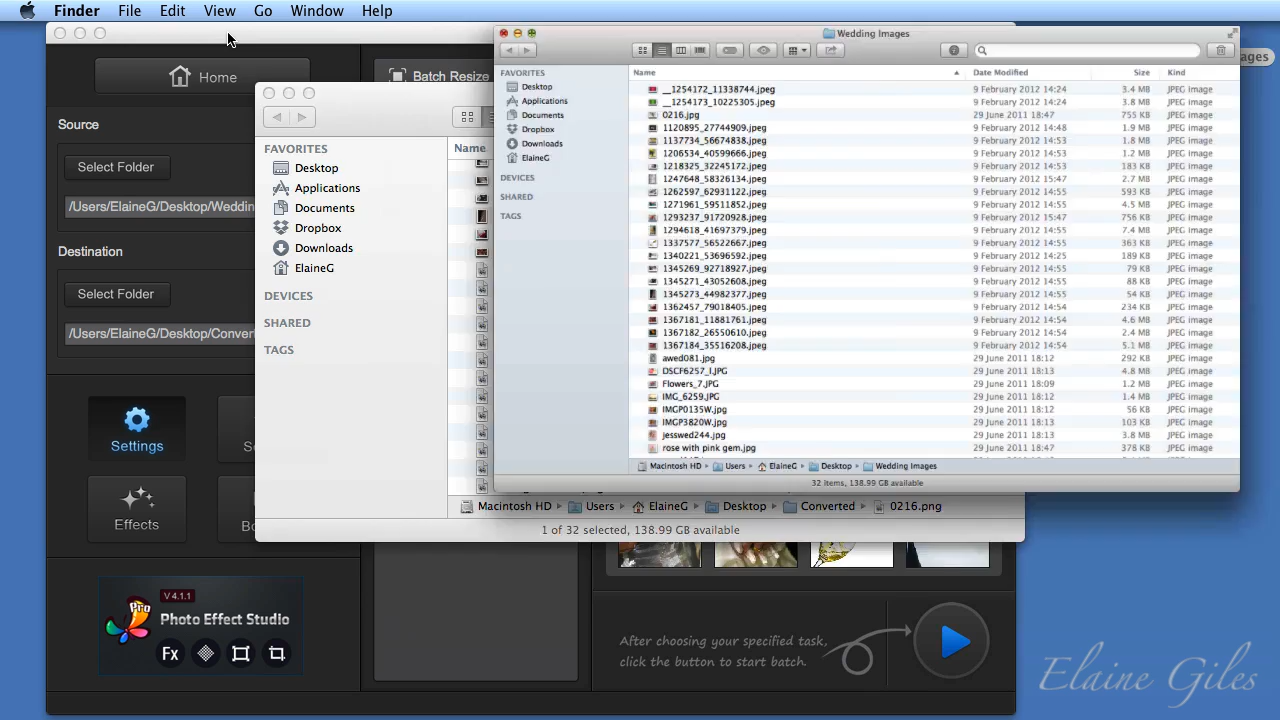 Finder File Edit View Go Window Help
Wedding Images
ages
Home
Batch Resize
Source
Select Folder
/Users/ElaineG/Desktop/Weddin
Destination
Select Folder
/Users/ElaineG/Desktop/Conver
Settings
Effects
V 4.1.1
Pro
Photo Effect Studio
Fx
FAVORITES
Desktop
Applications
Documents
Dropbox
Downloads
ElaineG
DEVICES
SHARED
TAGS
Name
Macintosh HD Users ElaineG Desktop Converted 0216.png
1 of 32 selected, 138.99 GB available
FAVORITES
Desktop
Applications
Documents
Dropbox
Downloads
ElaineG
DEVICES
SHARED
TAGS
Name Date Modified Size Kind
__1254172_11338744.jpeg 9 February 2012 14:24 3.4 MB JPEG image
__1254173_10225305.jpeg 9 February 2012 14:24 3.8 MB JPEG image
0216.jpg 29 June 2011 18:47 755 KB JPEG image
1120895_27744909.jpeg 9 February 2012 14:48 1.9 MB JPEG image
1137734_56674838.jpeg 9 February 2012 14:53 1.8 MB JPEG image
1206534_40599666.jpeg 9 February 2012 14:53 1.2 MB JPEG image
1218325_32245172.jpeg 9 February 2012 14:53 183 KB JPEG image
1247648_58326134.jpeg 9 February 2012 15:47 2.7 MB JPEG image
1262597_62931122.jpeg 9 February 2012 14:55 593 KB JPEG image
1271961_59511852.jpeg 9 February 2012 14:55 4.5 MB JPEG image
1293237_91720928.jpeg 9 February 2012 15:47 756 KB JPEG image
1294618_41697379.jpeg 9 February 2012 14:55 7.4 MB JPEG image
1337577_56522667.jpeg 9 February 2012 14:55 363 KB JPEG image
1340221_53696592.jpeg 9 February 2012 14:25 189 KB JPEG image
1345269_92718927.jpeg 9 February 2012 14:55 79 KB JPEG image
1345271_43052608.jpeg 9 February 2012 14:55 88 KB JPEG image
1345273_44982377.jpeg 9 February 2012 14:55 54 KB JPEG image
1362457_79018405.jpeg 9 February 2012 14:54 234 KB JPEG image
1367181_11881761.jpeg 9 February 2012 14:54 4.6 MB JPEG image
1367182_26550610.jpeg 9 February 2012 14:54 2.4 MB JPEG image
1367184_35516208.jpeg 9 February 2012 14:54 5.1 MB JPEG image
awed081.jpg 29 June 2011 18:12 292 KB JPEG image
DSCF6257_l.JPG 29 June 2011 18:13 4.8 MB JPEG image
Flowers_7.JPG 29 June 2011 18:09 1.2 MB JPEG image
IMG_6259.JPG 29 June 2011 18:12 1.4 MB JPEG image
IMGP0135W.jpg 29 June 2011 18:12 56 KB JPEG image
IMGP3820W.jpg 29 June 2011 18:13 103 KB JPEG image
jesswed244.jpg 29 June 2011 18:13 3.8 MB JPEG image
rose with pink gem.jpg 29 June 2011 18:47 378 KB JPEG image
Macintosh HD Users ElaineG Desktop Wedding Images
32 items, 138.99 GB available
After choosing your specified task,
click the button to start batch.
Elaine Giles